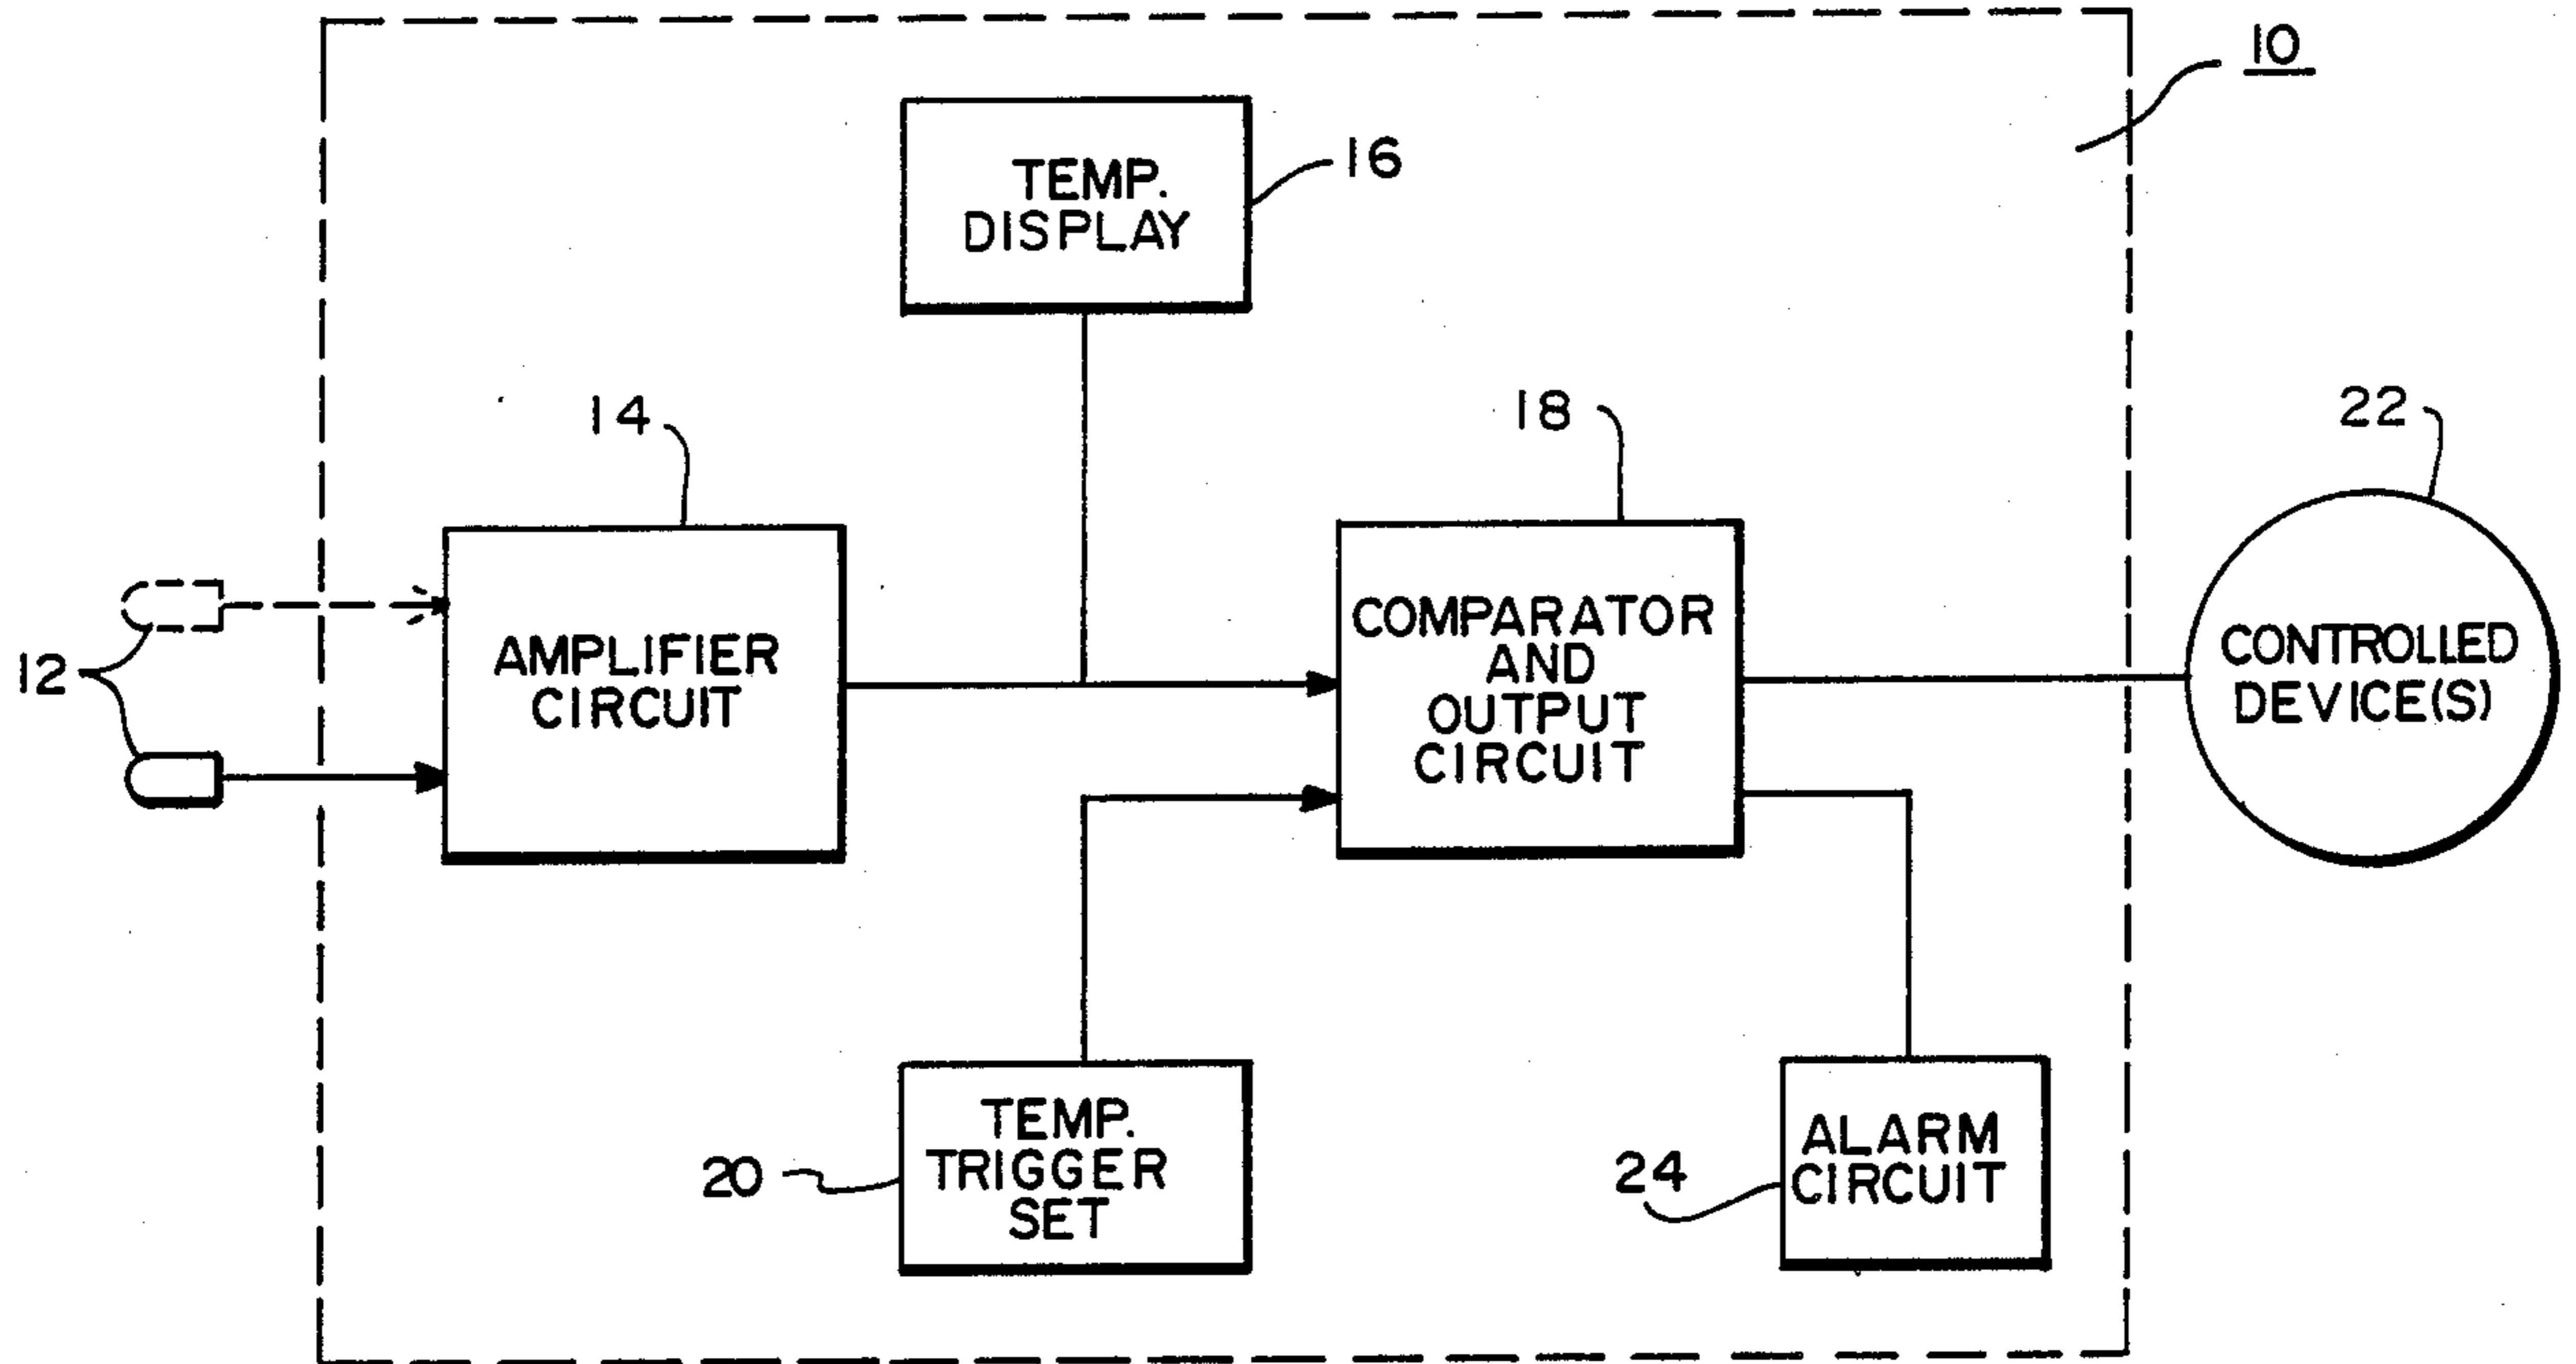 10
TEMP.
DISPLAY
16
14
18
22
12
AMPLIFIER
CIRCUIT
COMPARATOR
AND
OUTPUT
CIRCUIT
CONTROLLED
DEVICE(S)
20
TEMP.
TRIGGER
SET
24
ALARM
CIRCUIT